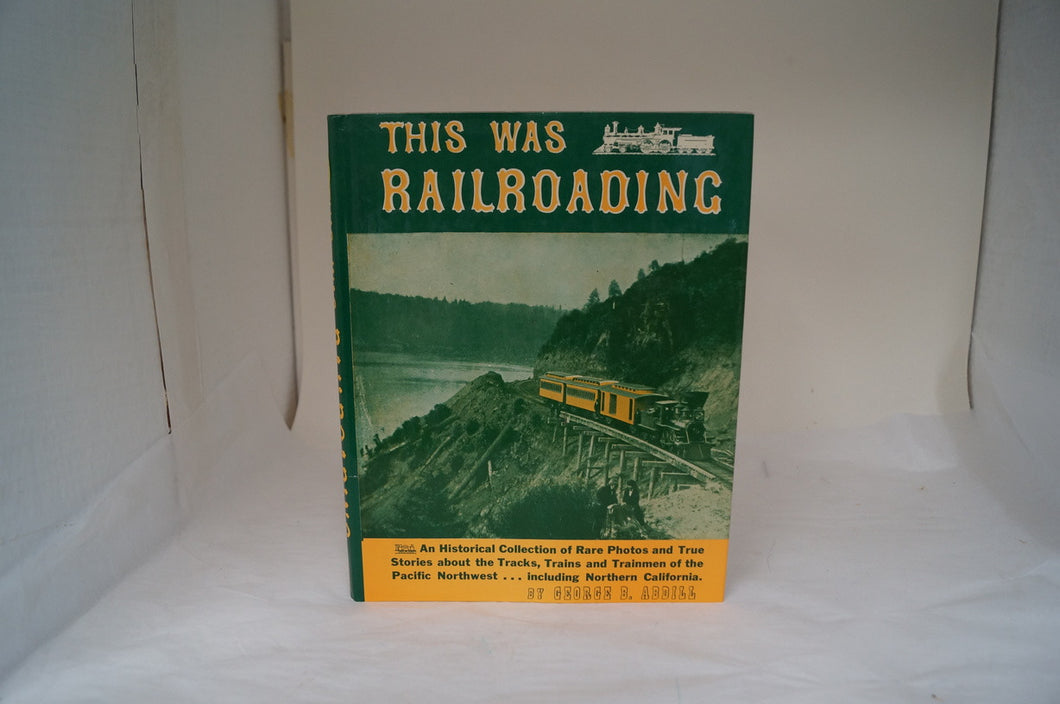 THIS WAS
RAILROADING
An Historical Collection of Rare Photos and True
Stories about the Tracks, Trains and Trainmen of the
Pacific Northwest . . . including Northern California.
BY GEORGE B. ABDILL